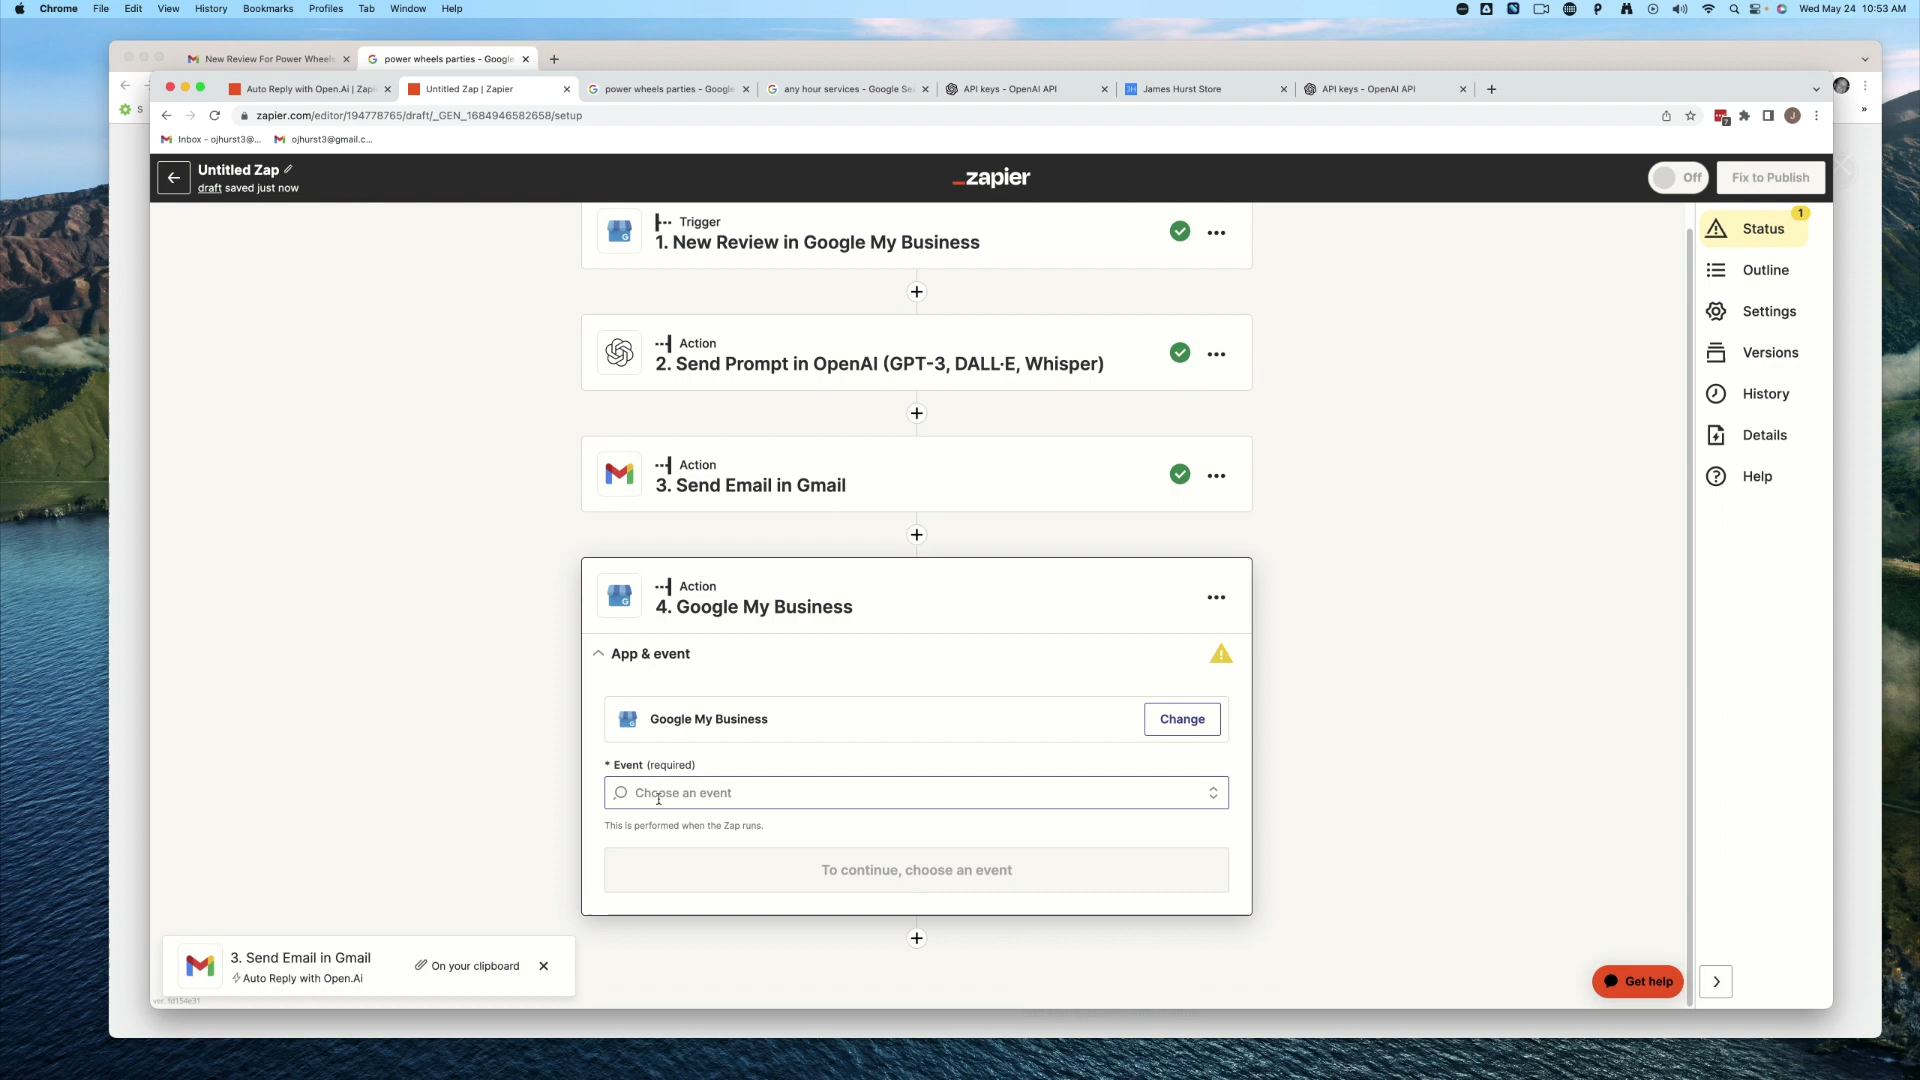 Chrome File Edit View History Bookmarks Profiles Tab Window Help
Wed May 24 10:53 AM
New Review For Power Wheels
power wheels parties - Google
S
Auto Reply with Open.Ai | Zapi
Untitled Zap | Zapier
power wheels parties - Google
any hour services - Google Se
API keys - OpenAI API
James Hurst Store
API keys - OpenAI API
zapier.com/editor/194778765/draft/_GEN_1684946582658/setup
7
J
Inbox - ojhurst3@...
ojhurst3@gmail.c...
Untitled Zap
draft saved just now
_zapier
Off
Fix to Publish
Trigger
1. New Review in Google My Business
Action
2. Send Prompt in OpenAI (GPT-3, DALL·E, Whisper)
Action
3. Send Email in Gmail
Action
4. Google My Business
App & event
Google My Business
Change
* Event (required)
Choose an event
This is performed when the Zap runs.
To continue, choose an event
1
Status
Outline
Settings
Versions
History
Details
Help
3. Send Email in Gmail
Auto Reply with Open.Ai
On your clipboard
ver. fd154e31
Get help